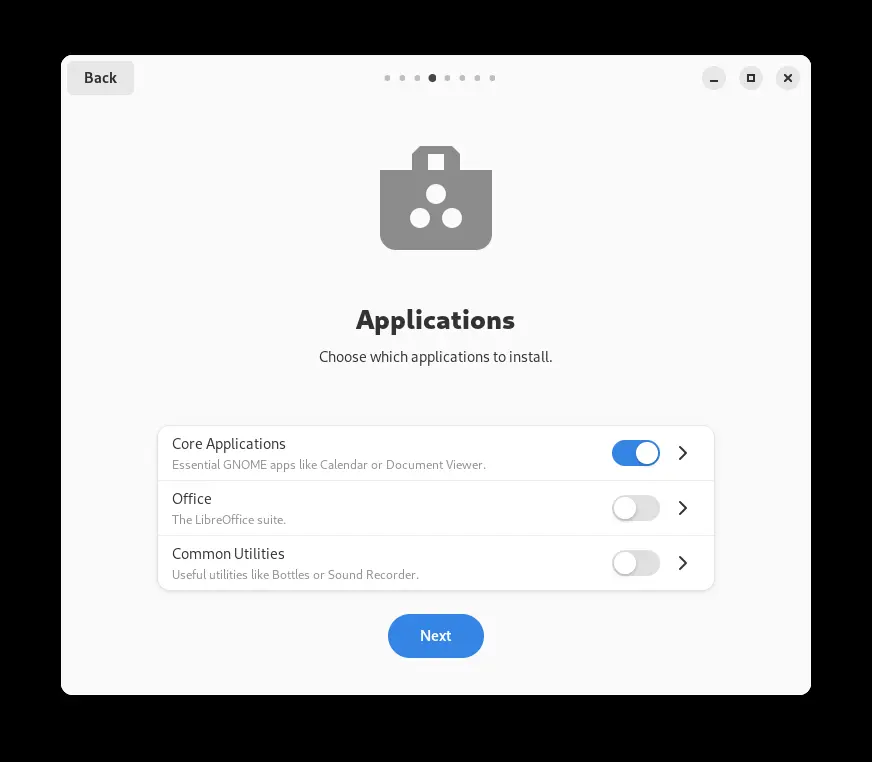 Back
Applications
Choose which applications to install.
Core Applications
Essential GNOME apps like Calendar or Document Viewer.
Office
The LibreOffice suite.
Common Utilities
Useful utilities like Bottles or Sound Recorder.
Next